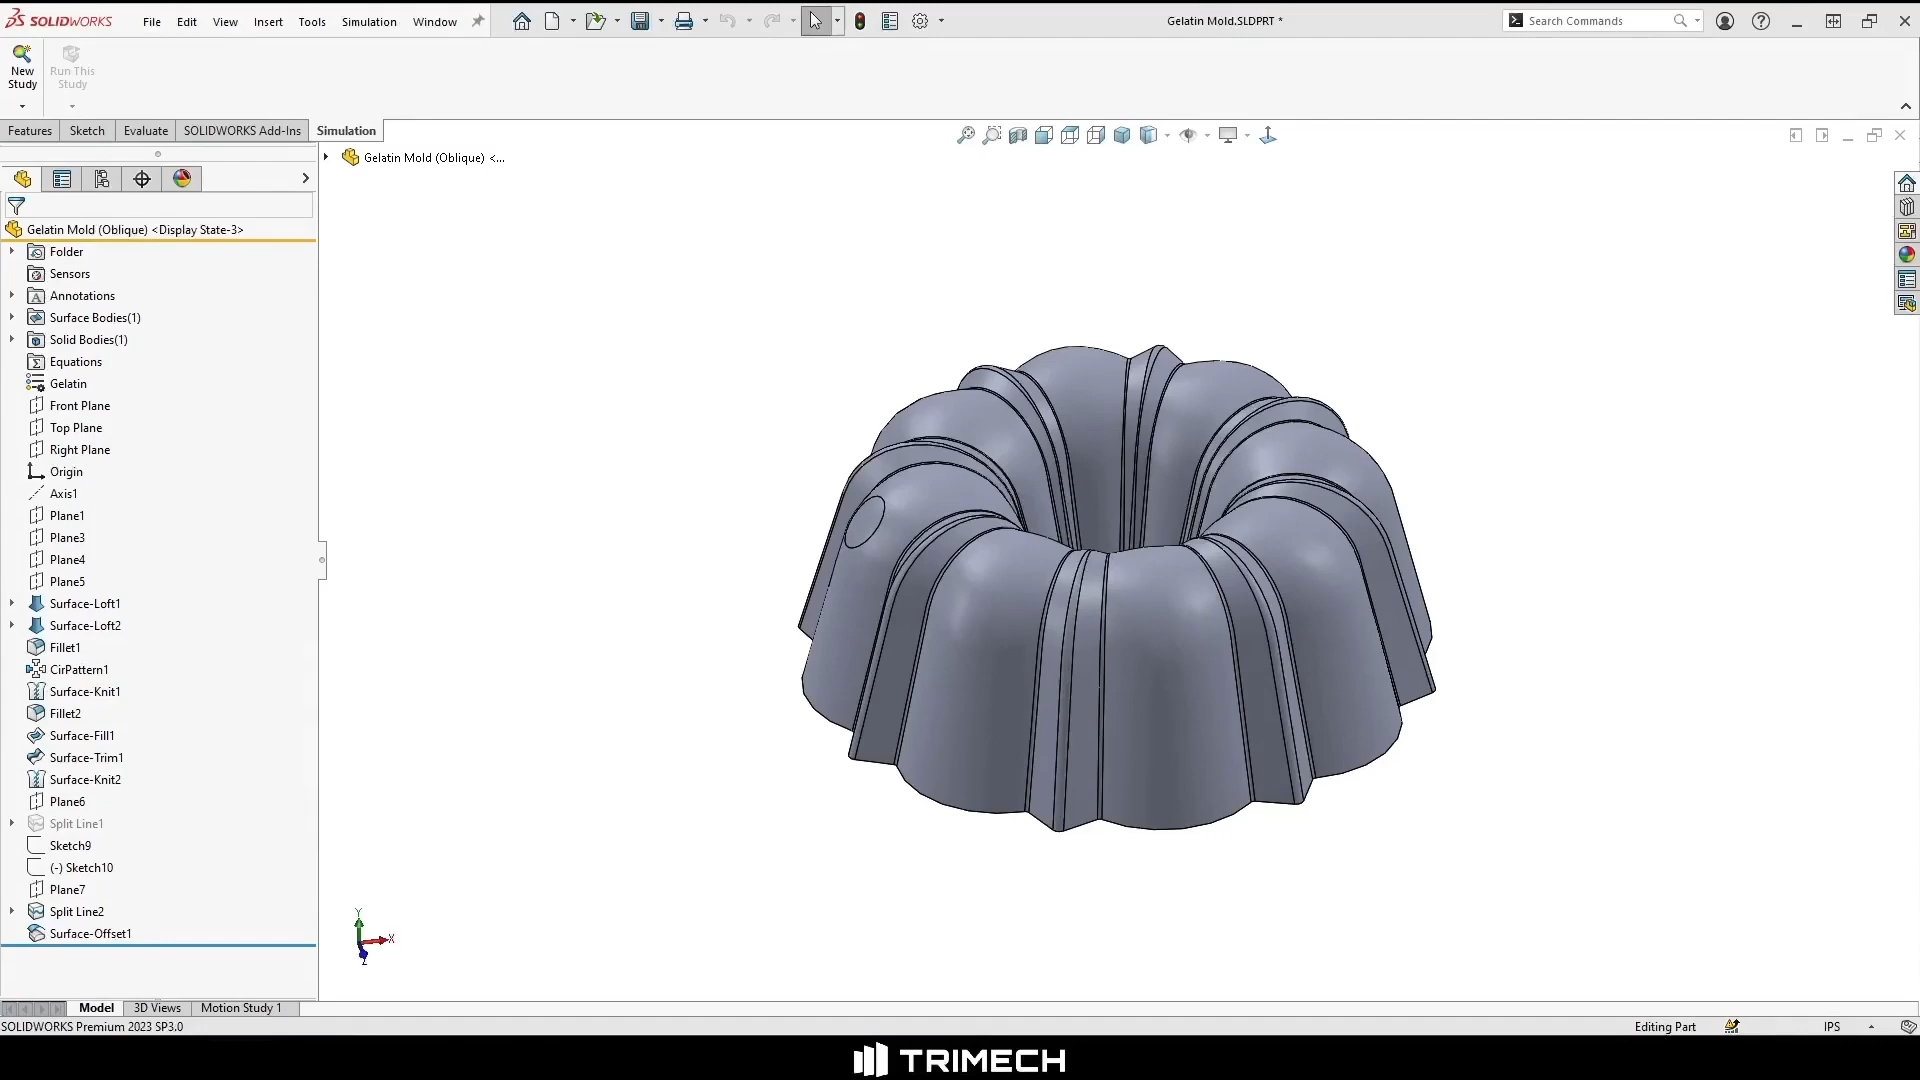 SOLIDWORKS
File
Edit
View
Insert
Tools
Simulation
Window
Gelatin Mold.SLDPRT *
Search Commands
New
Study
Run This
Study
Features
Sketch
Evaluate
SOLIDWORKS Add-Ins
Simulation
Gelatin Mold (Oblique) <...
Gelatin Mold (Oblique) <Display State-3>
Folder
Sensors
Annotations
Surface Bodies(1)
Solid Bodies(1)
Equations
Gelatin
Front Plane
Top Plane
Right Plane
Origin
Axis1
Plane1
Plane3
Plane4
Plane5
Surface-Loft1
Surface-Loft2
Fillet1
CirPattern1
Surface-Knit1
Fillet2
Surface-Fill1
Surface-Trim1
Surface-Knit2
Plane6
Split Line1
Sketch9
(-) Sketch10
Plane7
Split Line2
Surface-Offset1
Y
X
Z
Model
3D Views
Motion Study 1
SOLIDWORKS Premium 2023 SP3.0
Editing Part
IPS
TRIMECH